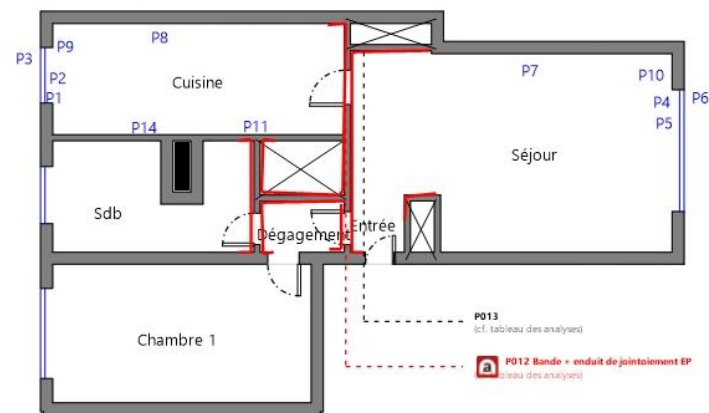 P9
P8
P3
P2
P1
Cuisine
P7
P10
P4
P6
P5
P14
P11
Séjour
Sdb
Dégagement
Entrée
Chambre 1
P013
(cf. tableau des analyses)
a
P012 Bande + enduit de jointoiement EP
tableau des analyses)